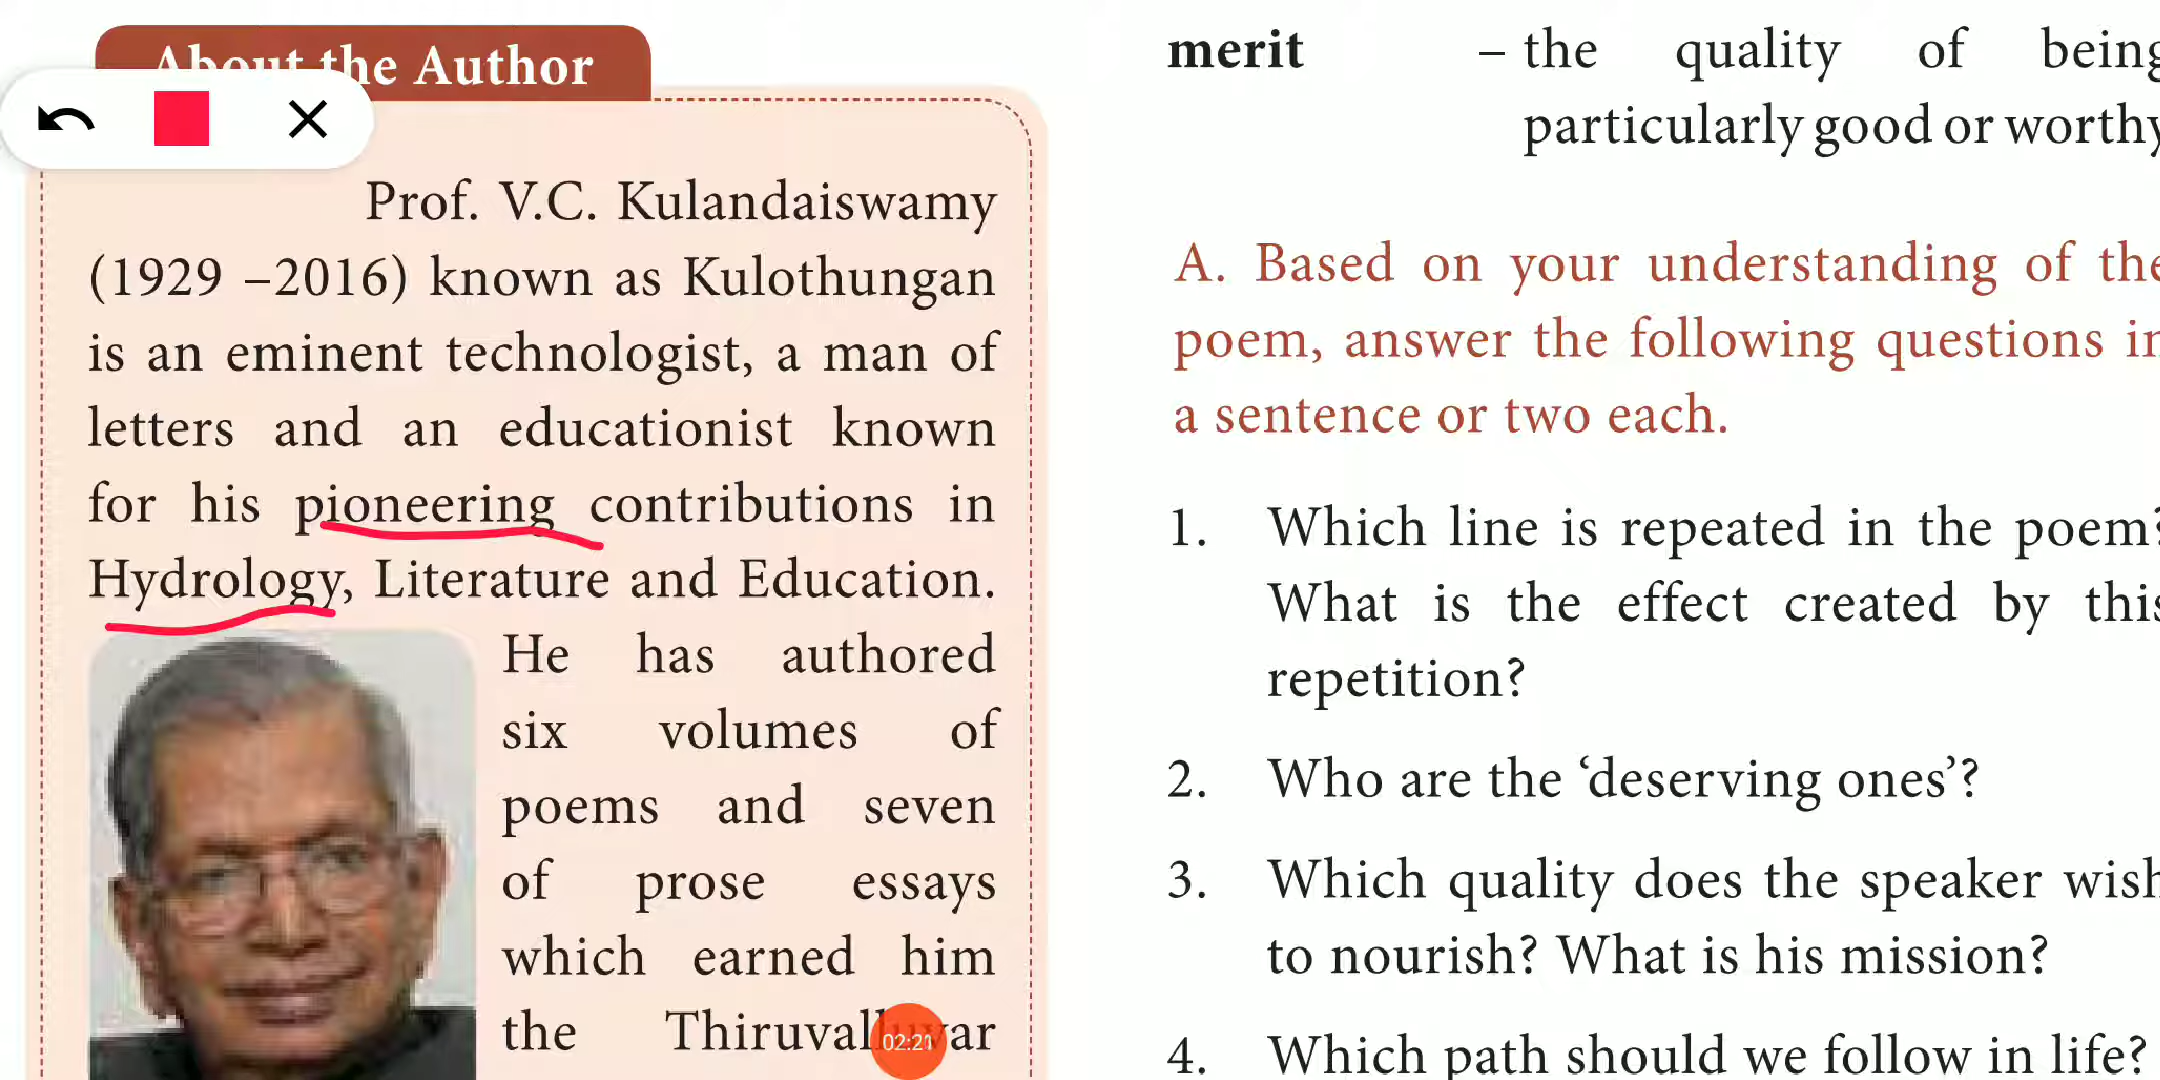 About the Author
Prof. V.C. Kulandaiswamy
(1929 –2016) known as Kulothungan
is an eminent technologist, a man of
letters and an educationist known
for his pioneering contributions in
Hydrology, Literature and Education.
He has authored
six volumes of
poems and seven
of prose essays
which earned him
the Thiruvalluvar
02:21
merit – the quality of being
particularly good or worthy
A. Based on your understanding of the
poem, answer the following questions in
a sentence or two each.
1. Which line is repeated in the poem?
What is the effect created by this
repetition?
2. Who are the ‘deserving ones’?
3. Which quality does the speaker wish
to nourish? What is his mission?
4. Which path should we follow in life?